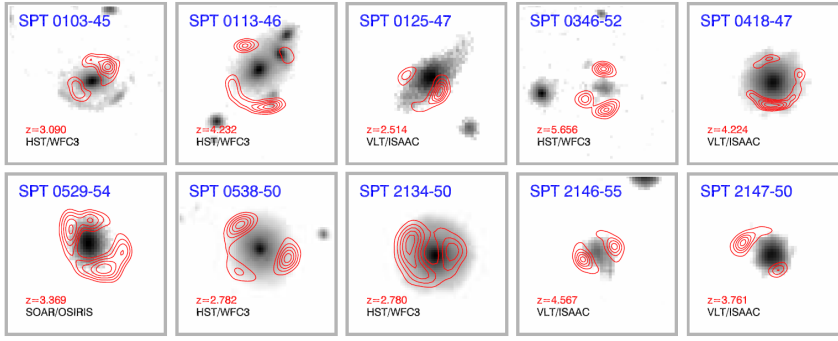 SPT 0103-45
z=3.090
HST/WFC3
SPT 0113-46
z=4.232
HST/WFC3
SPT 0125-47
z=2.514
VLT/ISAAC
SPT 0346-52
z=5.656
HST/WFC3
SPT 0418-47
z=4.224
VLT/ISAAC
SPT 0529-54
z=3.369
SOAR/OSIRIS
SPT 0538-50
z=2.782
HST/WFC3
SPT 2134-50
z=2.780
HST/WFC3
SPT 2146-55
z=4.567
VLT/ISAAC
SPT 2147-50
z=3.761
VLT/ISAAC